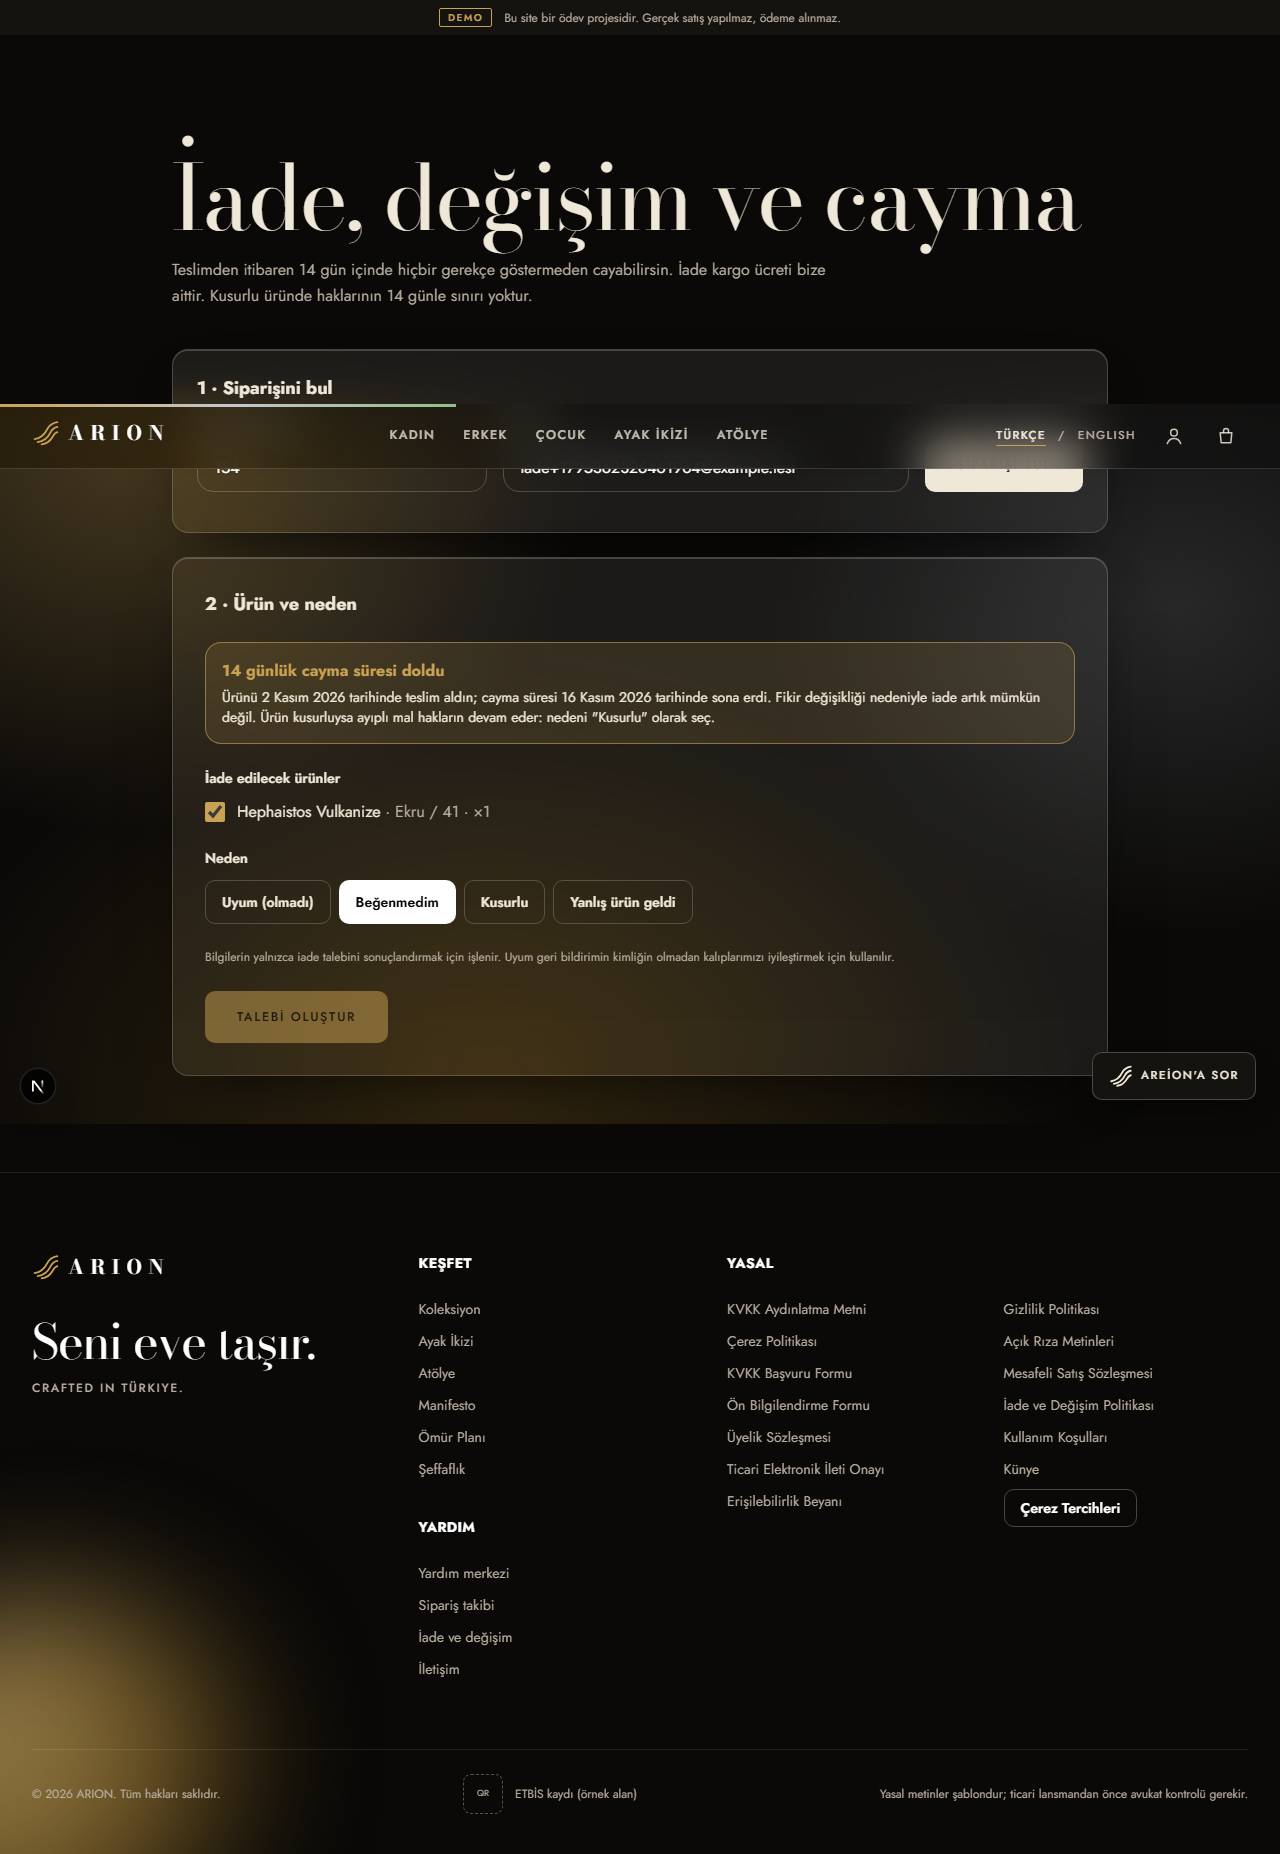 DEMO Bu site bir ödev projesidir. Gerçek satış yapılmaz, ödeme alınmaz.
İade, değişim ve cayma
Teslimden itibaren 14 gün içinde hiçbir gerekçe göstermeden cayabilirsin. İade kargo ücreti bize
aittir. Kusurlu üründe haklarının 14 günle sınırı yoktur.
1 · Siparişini bul
ARION KADIN ERKEK ÇOCUK AYAK İKİZİ ATÖLYE TÜRKÇE / ENGLISH
2 · Ürün ve neden
14 günlük cayma süresi doldu
Ürünü 2 Kasım 2026 tarihinde teslim aldın; cayma süresi 16 Kasım 2026 tarihinde sona erdi. Fikir değişikliği nedeniyle iade artık mümkün
değil. Ürün kusurluysa ayıplı mal hakların devam eder: nedeni "Kusurlu" olarak seç.
İade edilecek ürünler
Hephaistos Vulkanize · Ekru / 41 · ×1
Neden
Uyum (olmadı) Beğenmedim Kusurlu Yanlış ürün geldi
Bilgilerin yalnızca iade talebini sonuçlandırmak için işlenir. Uyum geri bildirimin kimliğin olmadan kalıplarımızı iyileştirmek için kullanılır.
TALEBİ OLUŞTUR
N
AREİON'A SOR
ARION
Seni eve taşır.
CRAFTED IN TÜRKIYE.
KEŞFET
Koleksiyon
Ayak İkizi
Atölye
Manifesto
Ömür Planı
Şeffaflık
YARDIM
Yardım merkezi
Sipariş takibi
İade ve değişim
İletişim
YASAL
KVKK Aydınlatma Metni
Çerez Politikası
KVKK Başvuru Formu
Ön Bilgilendirme Formu
Üyelik Sözleşmesi
Ticari Elektronik İleti Onayı
Erişilebilirlik Beyanı
Gizlilik Politikası
Açık Rıza Metinleri
Mesafeli Satış Sözleşmesi
İade ve Değişim Politikası
Kullanım Koşulları
Künye
Çerez Tercihleri
© 2026 ARION. Tüm hakları saklıdır.
QR ETBİS kaydı (örnek alan)
Yasal metinler şablondur; ticari lansmandan önce avukat kontrolü gerekir.